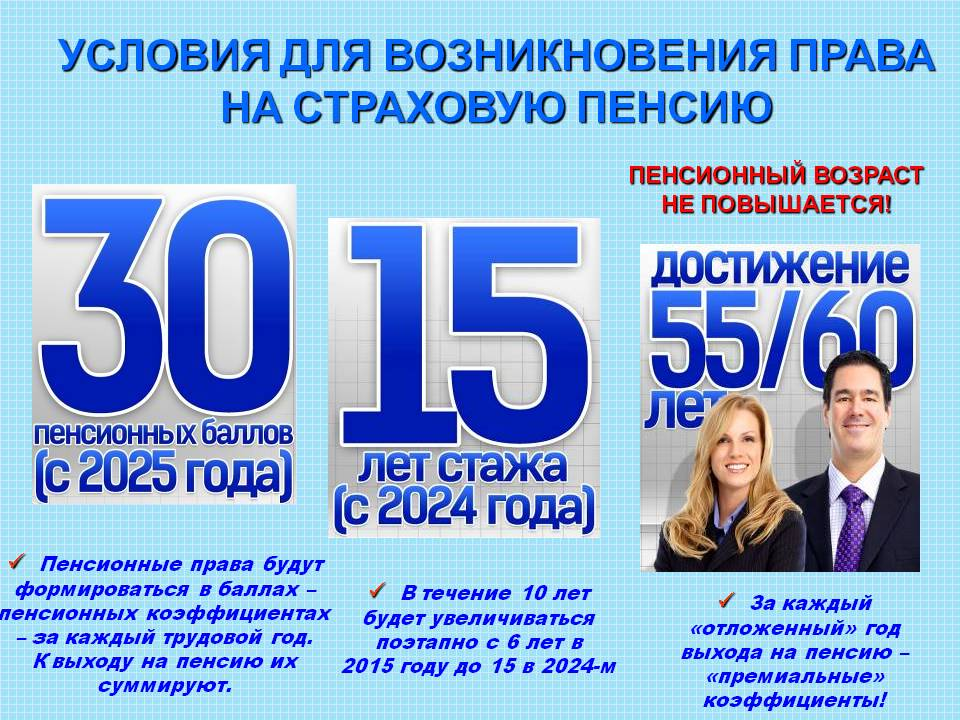 УСЛОВИЯ ДЛЯ ВОЗНИКНОВЕНИЯ ПРАВА
НА СТРАХОВУЮ ПЕНСИЮ
30
пенсионных баллов
(с 2025 года)
✓ Пенсионные права будут
формироваться в баллах –
пенсионных коэффициентах
– за каждый трудовой год.
К выходу на пенсию их
суммируют.
15
лет стажа
(с 2024 года)
✓ В течение 10 лет
будет увеличиваться
поэтапно с 6 лет в
2015 году до 15 в 2024-м
ПЕНСИОННЫЙ ВОЗРАСТ
НЕ ПОВЫШАЕТСЯ!
достижение
55/60
лет
✓ За каждый
«отложенный» год
выхода на пенсию –
«премиальные»
коэффициенты!